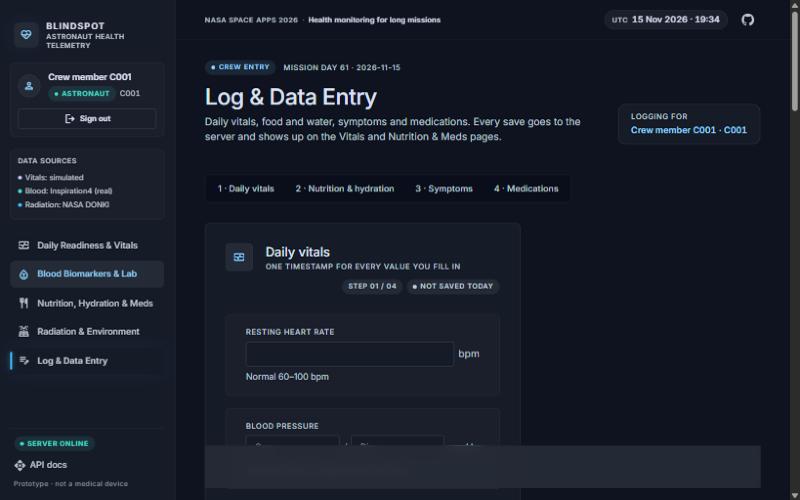 BLINDSPOT
ASTRONAUT HEALTH
TELEMETRY
Crew member C001
ASTRONAUT C001
Sign out
DATA SOURCES
Vitals: simulated
Blood: Inspiration4 (real)
Radiation: NASA DONKI
Daily Readiness & Vitals
Blood Biomarkers & Lab
Nutrition, Hydration & Meds
Radiation & Environment
Log & Data Entry
SERVER ONLINE
API docs
Prototype · not a medical device
NASA SPACE APPS 2026 · Health monitoring for long missions
UTC 15 Nov 2026 · 19:34
CREW ENTRY MISSION DAY 61 · 2026-11-15
Log & Data Entry
Daily vitals, food and water, symptoms and medications. Every save goes to the
server and shows up on the Vitals and Nutrition & Meds pages.
LOGGING FOR
Crew member C001 · C001
1 · Daily vitals 2 · Nutrition & hydration 3 · Symptoms 4 · Medications
Daily vitals
ONE TIMESTAMP FOR EVERY VALUE YOU FILL IN
STEP 01 / 04 NOT SAVED TODAY
RESTING HEART RATE
bpm
Normal 60–100 bpm
BLOOD PRESSURE